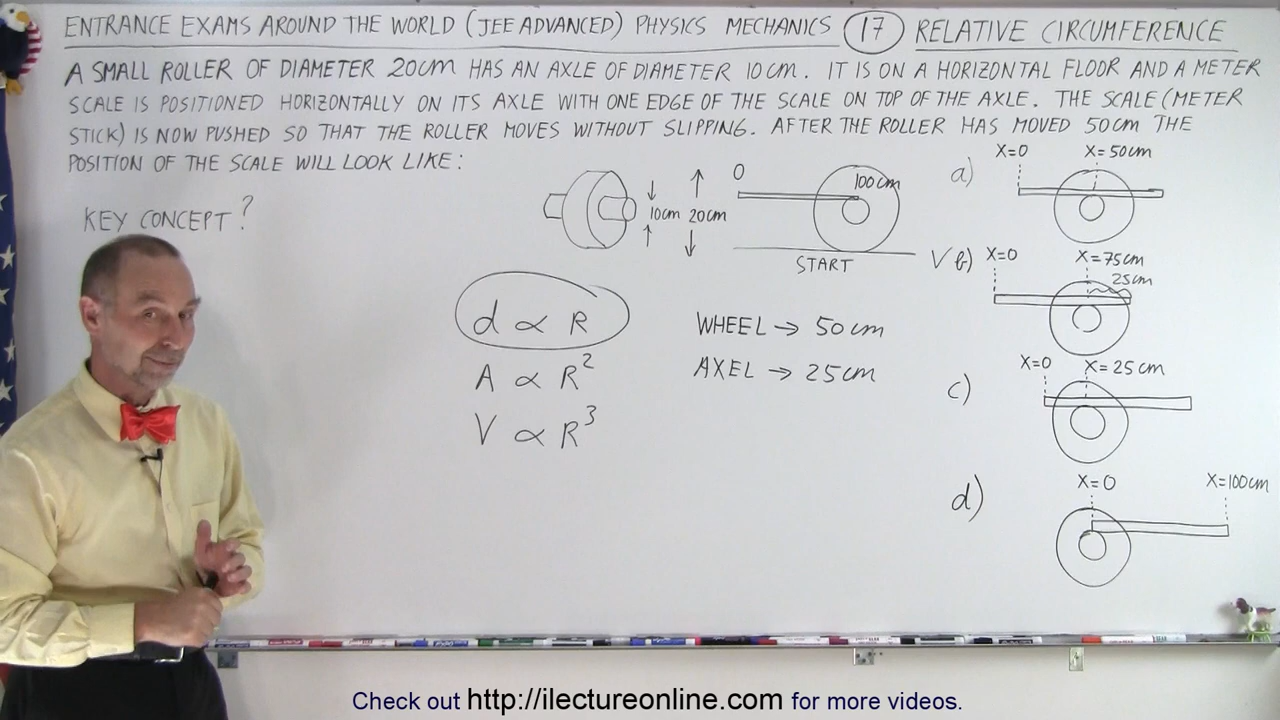 ENTRANCE EXAMS AROUND THE WORLD (JEE ADVANCED) PHYSICS MECHANICS 17 RELATIVE CIRCUMFERENCE
A SMALL ROLLER OF DIAMETER 20cm HAS AN AXLE OF DIAMETER 10cm. IT IS ON A HORIZONTAL FLOOR AND A METER
SCALE IS POSITIONED HORIZONTALLY ON ITS AXLE WITH ONE EDGE OF THE SCALE ON TOP OF THE AXLE. THE SCALE (METER
STICK) IS NOW PUSHED SO THAT THE ROLLER MOVES WITHOUT SLIPPING. AFTER THE ROLLER HAS MOVED 50cm THE
POSITION OF THE SCALE WILL LOOK LIKE:
KEY CONCEPT?
10cm 20cm
0 100cm
START
a) X=0 X=50cm
V b) X=0 X=75cm
25cm
c) X=0 X=25cm
d) X=0 X=100cm
d ∝ R
A ∝ R²
V ∝ R³
WHEEL → 50cm
AXEL → 25cm
Check out http://ilectureonline.com for more videos.